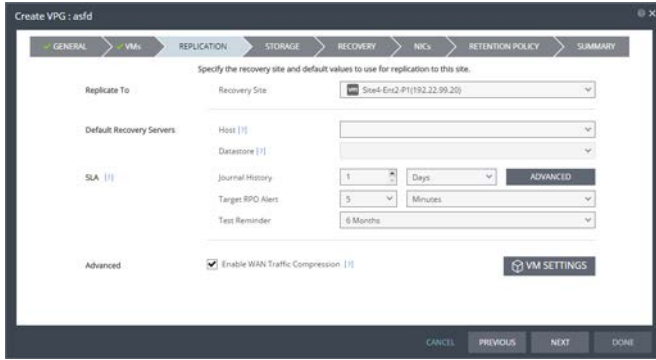 Create VPG : asfd
GENERAL VMs REPLICATION STORAGE RECOVERY NICs RETENTION POLICY SUMMARY
Specify the recovery site and default values to use for replication to this site.
Replicate To Recovery Site vm Site4-Ent2-P1(192.22.99.20)
Default Recovery Servers Host [?]
Datastore [?]
SLA [?] Journal History 1 Days ADVANCED
Target RPO Alert 5 Minutes
Test Reminder 6 Months
Advanced Enable WAN Traffic Compression [?] VM SETTINGS
CANCEL PREVIOUS NEXT DONE